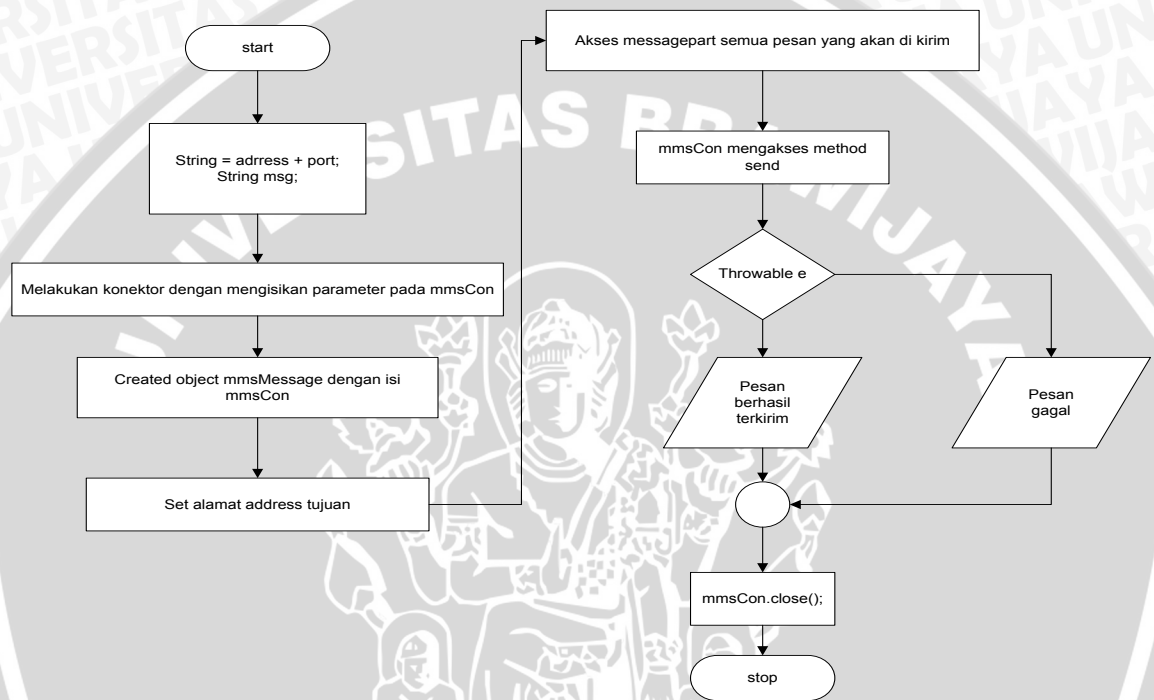 start
String = adrress + port;
String msg;
Melakukan konektor dengan mengisikan parameter pada mmsCon
Created object mmsMessage dengan isi
mmsCon
Set alamat address tujuan
Akses messagepart semua pesan yang akan di kirim
mmsCon mengakses method
send
Throwable e
Pesan
berhasil
terkirim
Pesan
gagal
mmsCon.close();
stop
UNIVERSITAS BRAWIJAYA